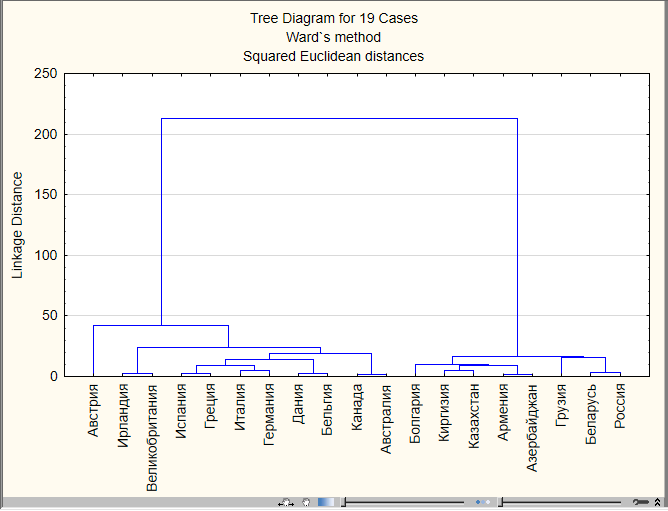 Tree Diagram for 19 Cases
Ward`s method
Squared Euclidean distances
250
200
150
100
50
0
Linkage Distance
Австрия
Ирландия
Великобритания
Испания
Греция
Италия
Германия
Дания
Бельгия
Канада
Австралия
Болгария
Киргизия
Казахстан
Армения
Азербайджан
Грузия
Беларусь
Россия